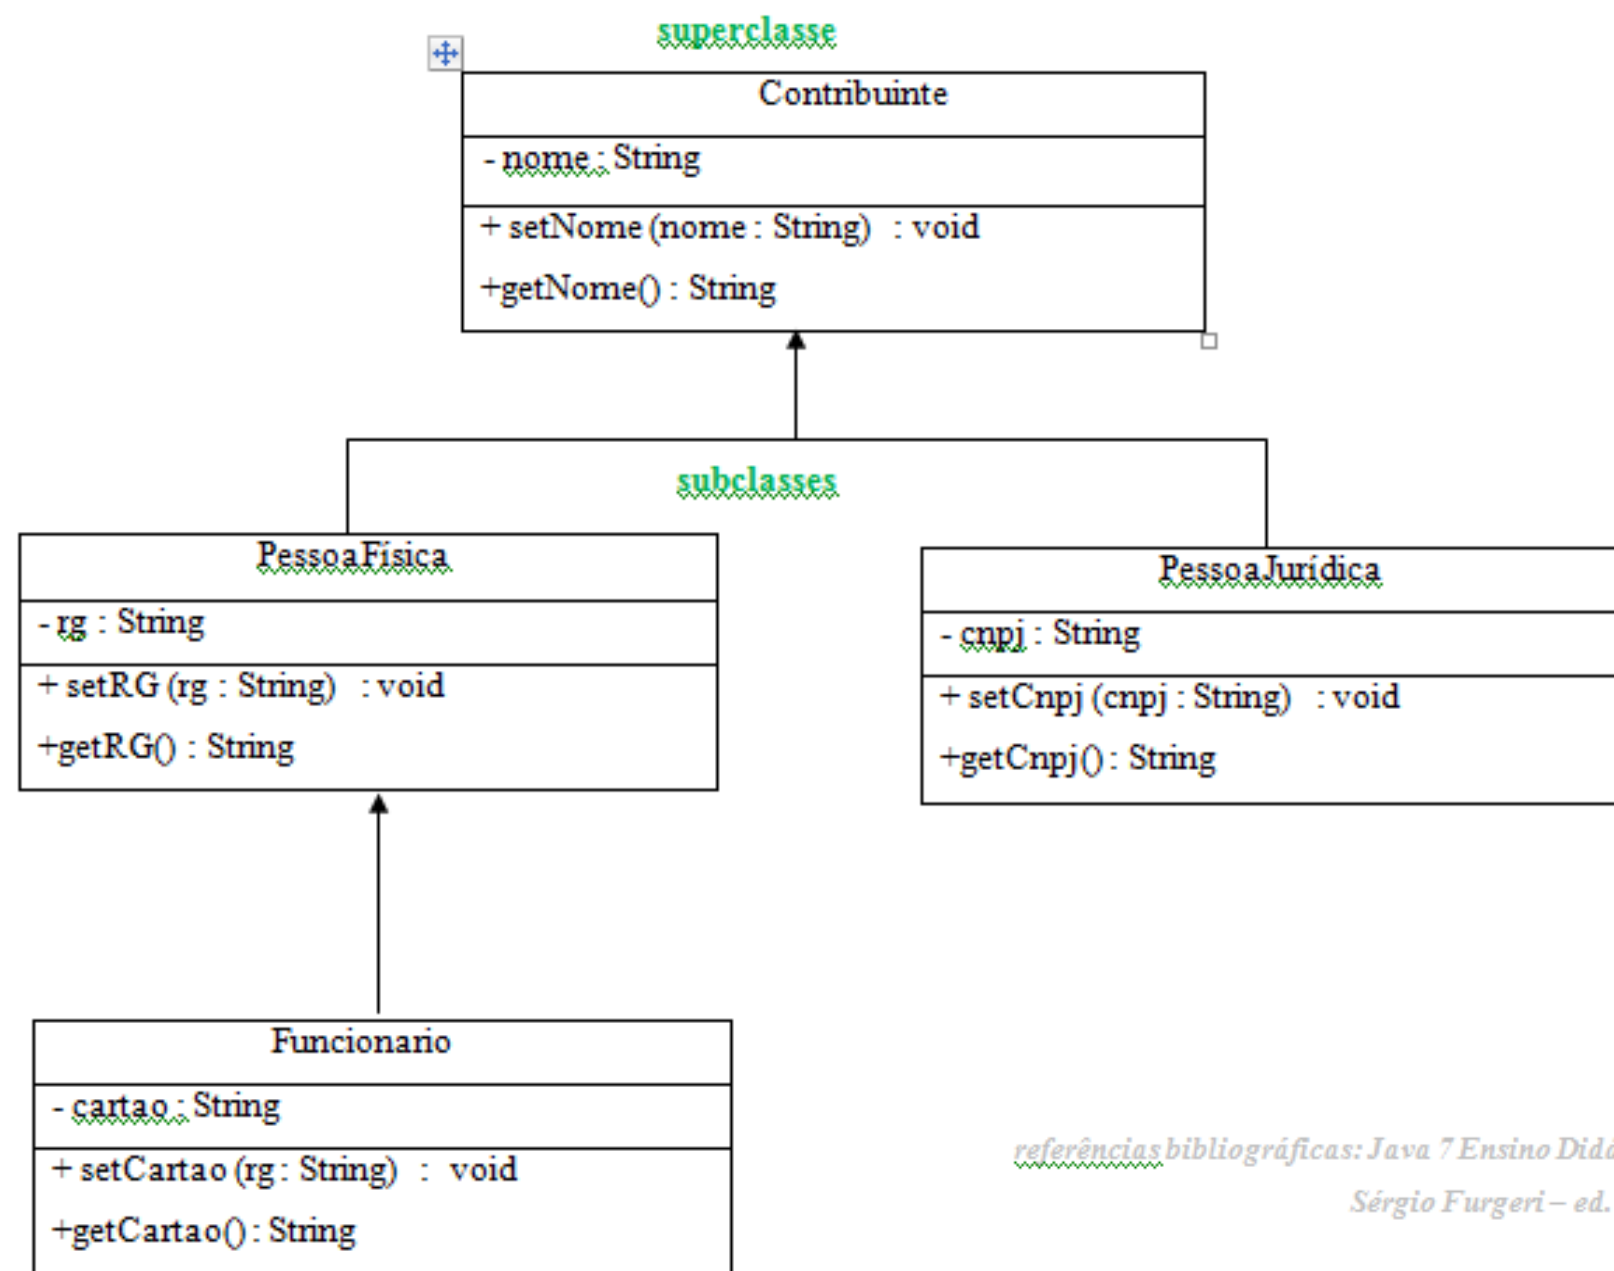 superclasse
Contribuinte
- nome : String
+ setNome (nome : String) : void
+getNome() : String
subclasses
PessoaFísica
- rg : String
+ setRG (rg : String) : void
+getRG() : String
PessoaJurídica
- cnpj : String
+ setCnpj (cnpj : String) : void
+getCnpj() : String
Funcionario
- cartao : String
+ setCartao (rg : String) : void
+getCartao() : String
referências bibliográficas: Java 7 Ensino
Sérgio Furgeri – ed.